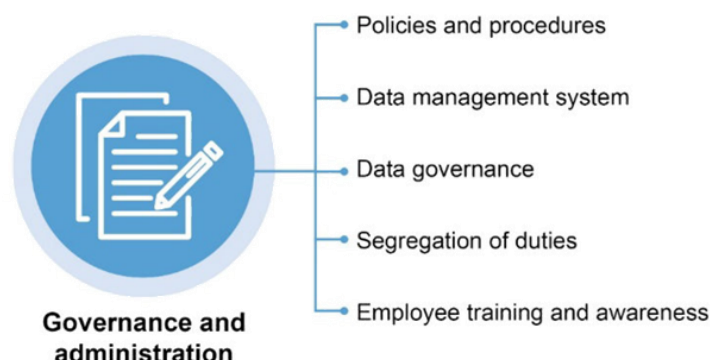 Policies and procedures
Data management system
Data governance
Segregation of duties
Employee training and awareness
Governance and
administration